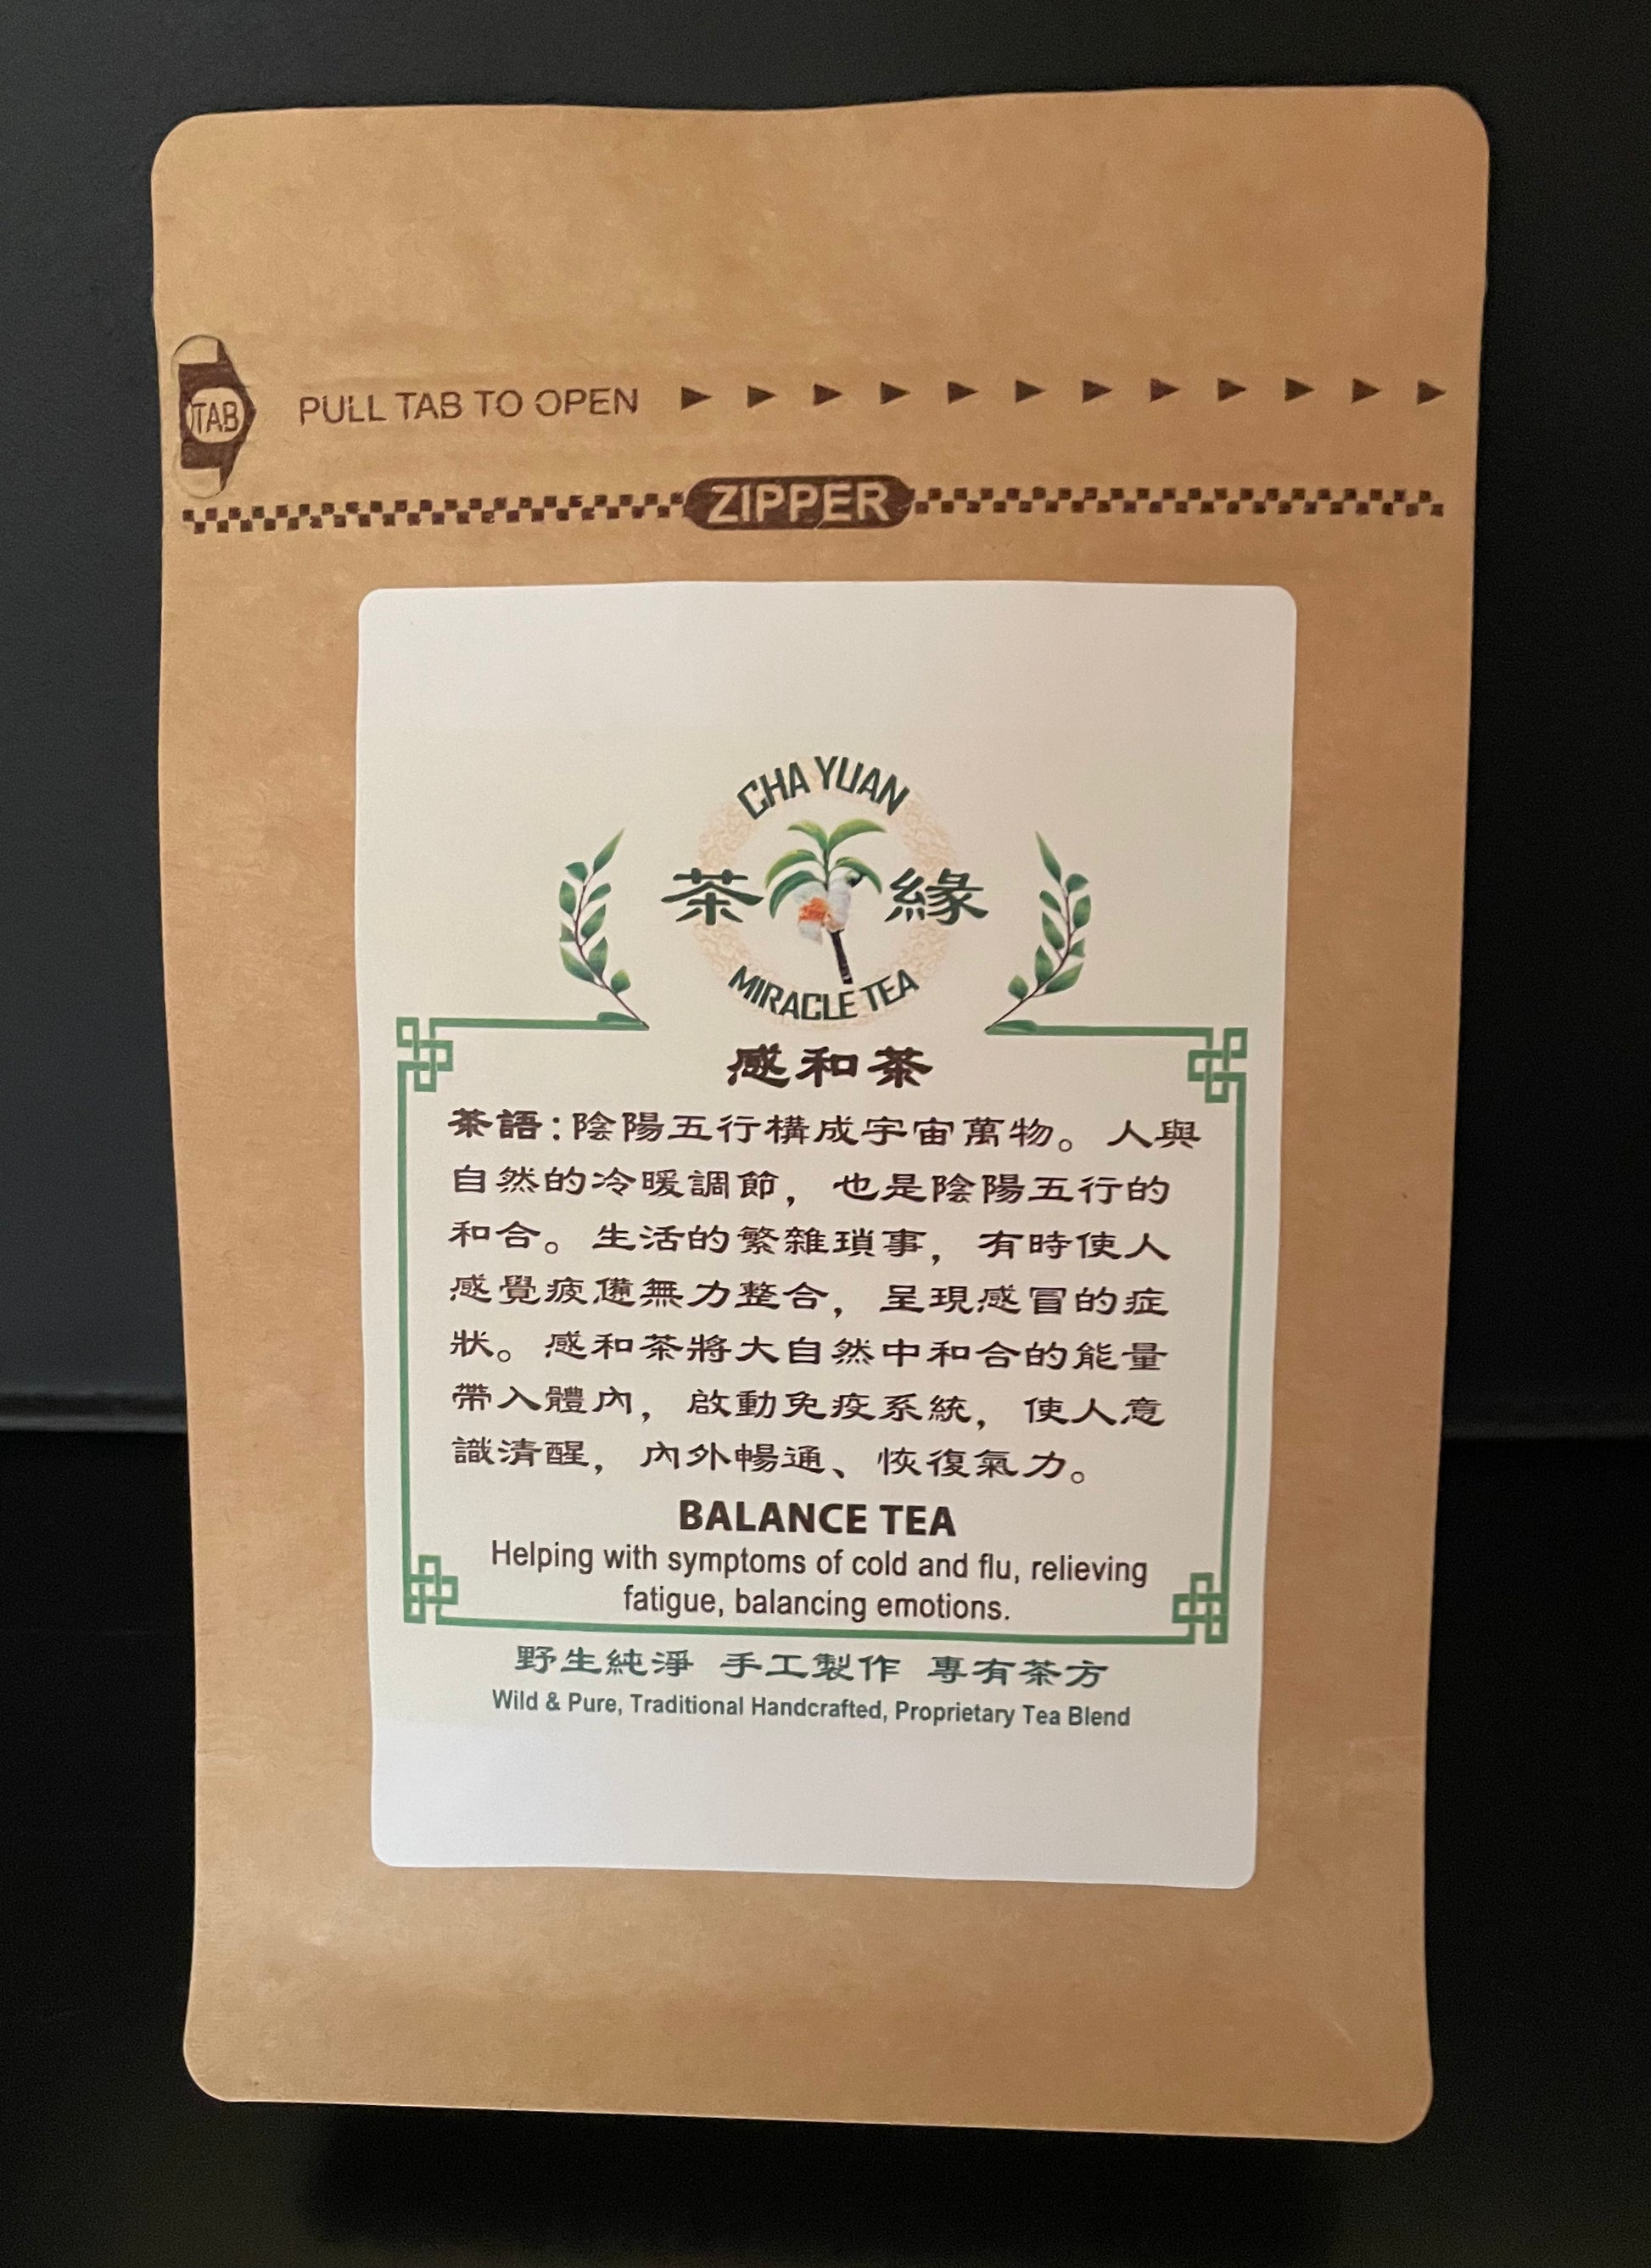 TAB
PULL TAB TO OPEN
ZIPPER
CHA YUAN
茶緣
MIRACLE TEA
感和茶
茶語:陰陽五行構成宇宙萬物。人與
自然的冷暖調節，也是陰陽五行的
和合。生活的繁雜瑣事，有時使人
感覺疲憊無力整合，呈現感冒的症
狀。感和茶將大自然中和合的能量
帶入體內，啟動免疫系統，使人意
識清醒，內外暢通、恢復氣力。
BALANCE TEA
Helping with symptoms of cold and flu, relieving
fatigue, balancing emotions.
野生純淨 手工製作 專有茶方
Wild & Pure, Traditional Handcrafted, Proprietary Tea Blend